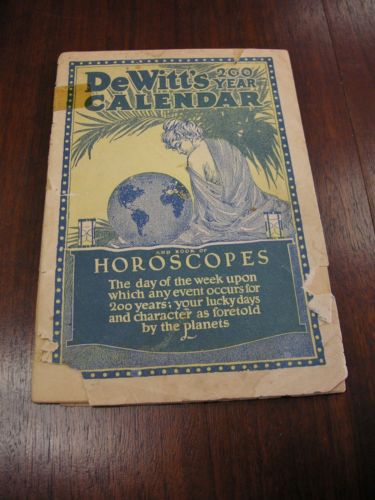 DeWitt's 200
YEAR
CALENDAR
AND BOOK OF
HOROSCOPES
The day of the week upon
which any event occurs for
200 years; your lucky days
and character as foretold
by the planets